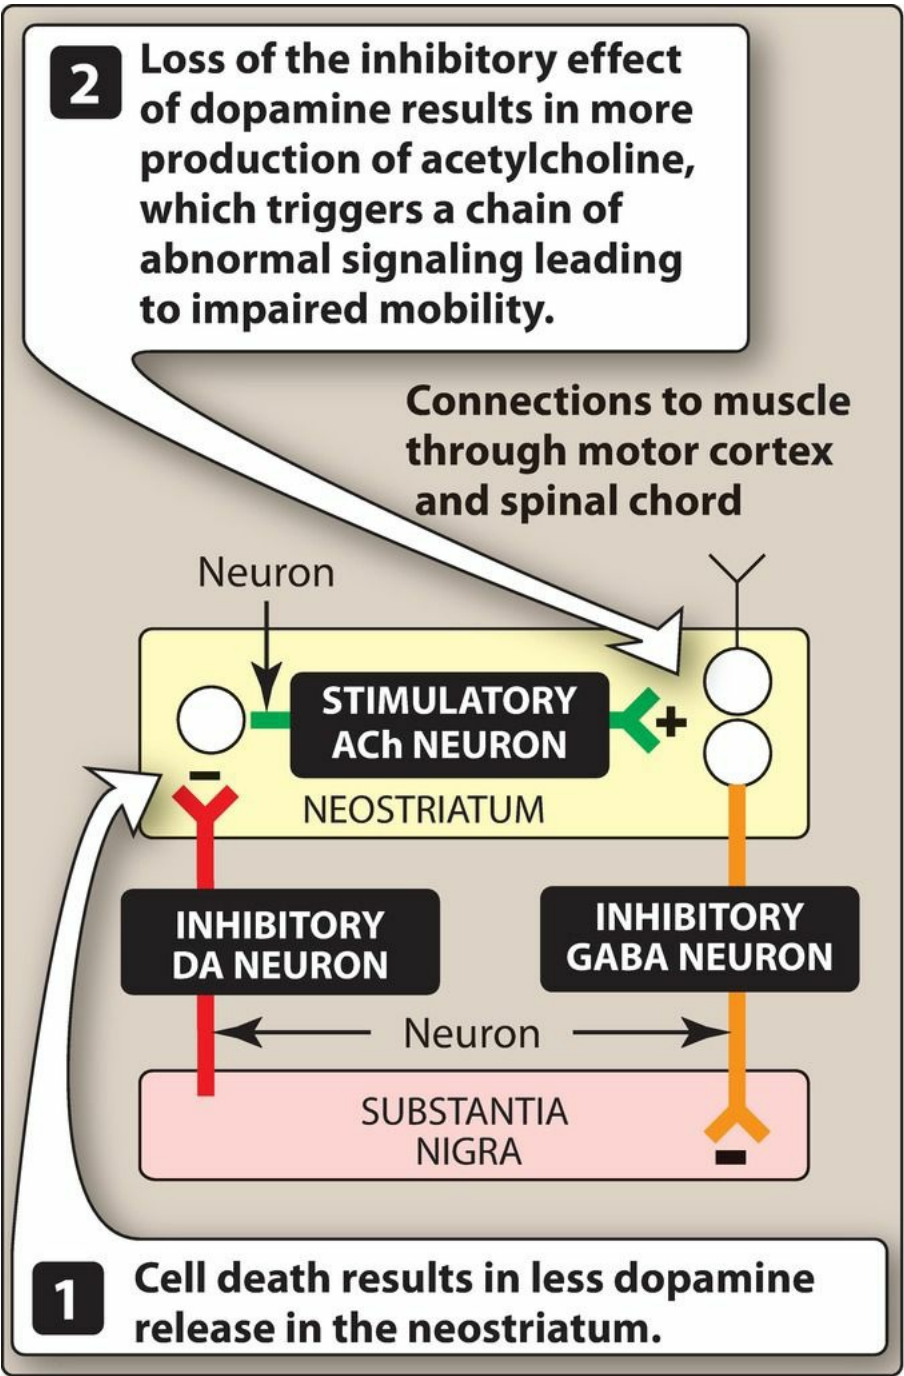 2
Loss of the inhibitory effect
of dopamine results in more
production of acetylcholine,
which triggers a chain of
abnormal signaling leading
to impaired mobility.
Connections to muscle
through motor cortex
and spinal chord
Neuron
STIMULATORY
ACh NEURON
+
-
NEOSTRIATUM
INHIBITORY
DA NEURON
INHIBITORY
GABA NEURON
Neuron
SUBSTANTIA
NIGRA
-
1
Cell death results in less dopamine
release in the neostriatum.